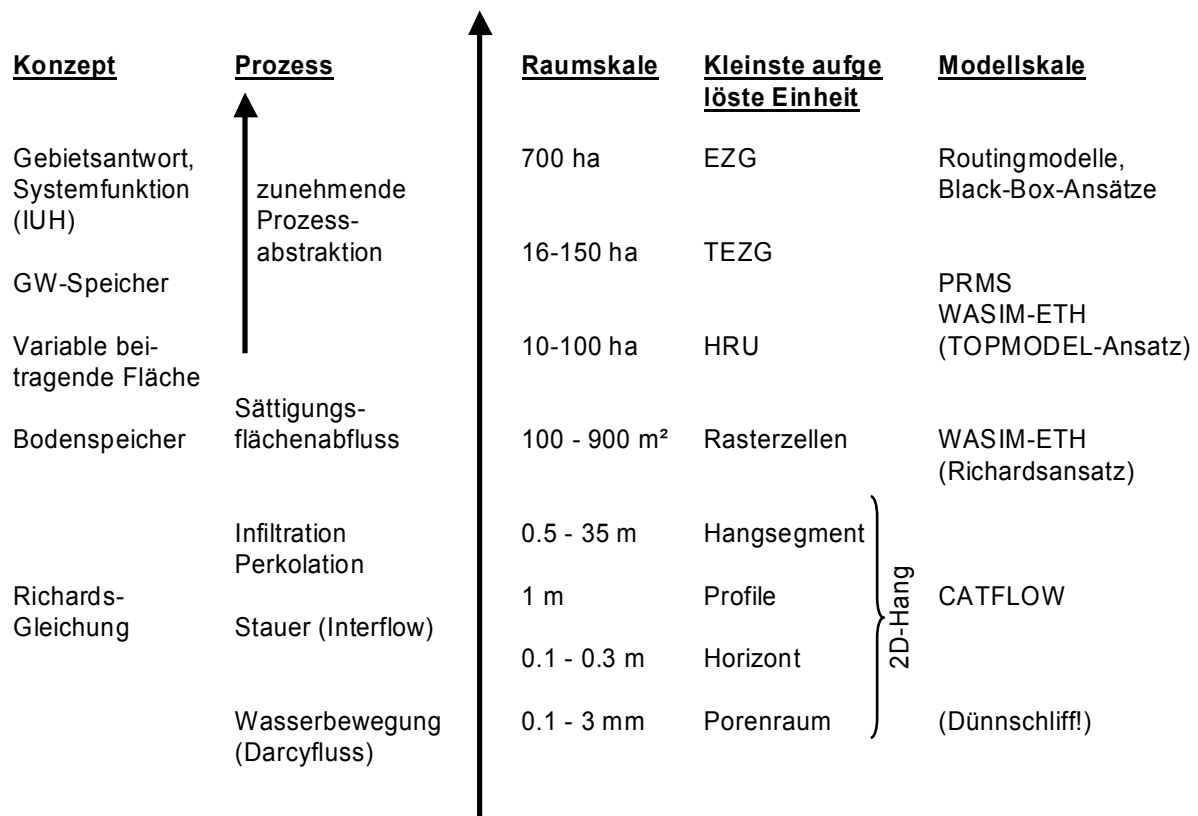 Konzept
Prozess
Raumskale
Kleinste aufge
löste Einheit
Modellskale
Gebietsantwort,
Systemfunktion
(IUH)
zunehmende
Prozess-
abstraktion
700 ha
EZG
Routingmodelle,
Black-Box-Ansätze
16-150 ha
TEZG
GW-Speicher
PRMS
WASIM-ETH
(TOPMODEL-Ansatz)
Variable bei-
tragende Fläche
10-100 ha
HRU
Sättigungs-
flächenabfluss
Bodenspeicher
100 - 900 m²
Rasterzellen
WASIM-ETH
(Richardsansatz)
Infiltration
Perkolation
0.5 - 35 m
Hangsegment
Richards-
Gleichung
1 m
Profile
2D-Hang
CATFLOW
Stauer (Interflow)
0.1 - 0.3 m
Horizont
Wasserbewegung
(Darcyfluss)
0.1 - 3 mm
Porenraum
(Dünnschliff!)